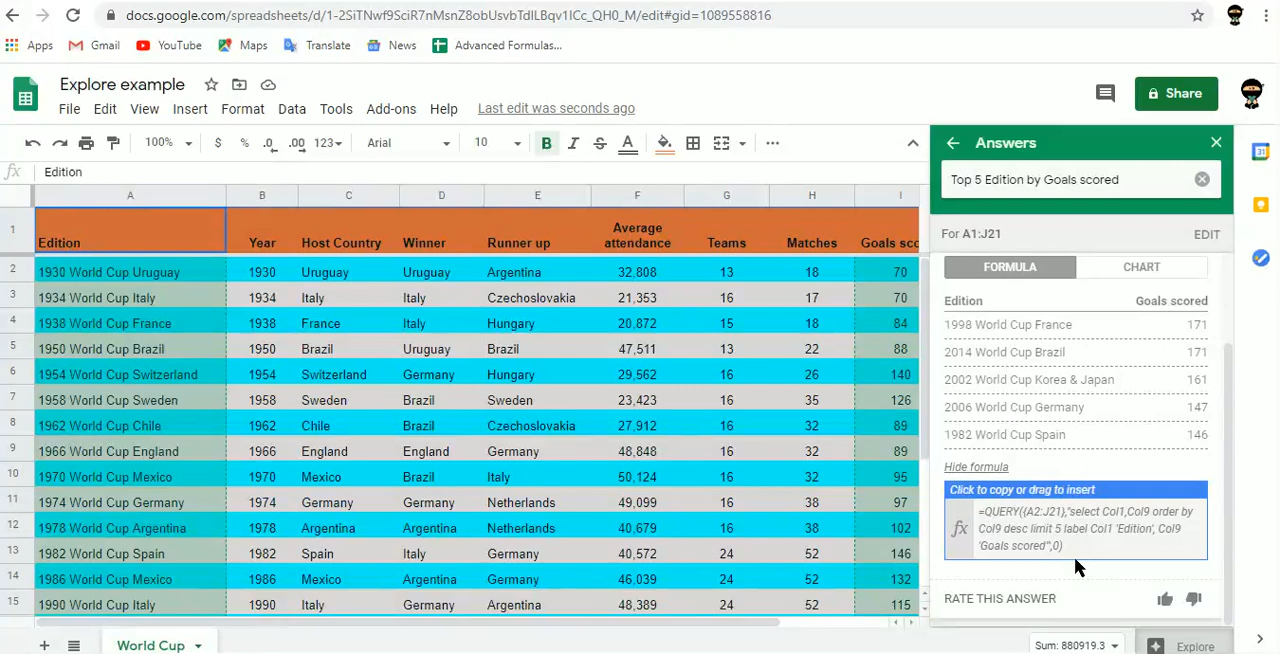 docs.google.com/spreadsheets/d/1-2SiTNwf9SciR7nMsnZ8obUsvbTdILBqv1ICc_QH0_M/edit#gid=1089558816
Apps Gmail YouTube Maps Translate News Advanced Formulas...
Explore example
File Edit View Insert Format Data Tools Add-ons Help Last edit was seconds ago
Share
100% $ % .0 .00 123 Arial 10 B I S A
fx Edition
A B C D E F G H I
1 Edition Year Host Country Winner Runner up Average attendance Teams Matches Goals sco
2 1930 World Cup Uruguay 1930 Uruguay Uruguay Argentina 32,808 13 18 70
3 1934 World Cup Italy 1934 Italy Italy Czechoslovakia 21,353 16 17 70
4 1938 World Cup France 1938 France Italy Hungary 20,872 15 18 84
5 1950 World Cup Brazil 1950 Brazil Uruguay Brazil 47,511 13 22 88
6 1954 World Cup Switzerland 1954 Switzerland Germany Hungary 29,562 16 26 140
7 1958 World Cup Sweden 1958 Sweden Brazil Sweden 23,423 16 35 126
8 1962 World Cup Chile 1962 Chile Brazil Czechoslovakia 27,912 16 32 89
9 1966 World Cup England 1966 England England Germany 48,848 16 32 89
10 1970 World Cup Mexico 1970 Mexico Brazil Italy 50,124 16 32 95
11 1974 World Cup Germany 1974 Germany Germany Netherlands 49,099 16 38 97
12 1978 World Cup Argentina 1978 Argentina Argentina Netherlands 40,679 16 38 102
13 1982 World Cup Spain 1982 Spain Italy Germany 40,572 24 52 146
14 1986 World Cup Mexico 1986 Mexico Argentina Germany 46,039 24 52 132
15 1990 World Cup Italy 1990 Italy Germany Argentina 48,389 24 52 115
World Cup
Sum: 880919.3
Explore
Answers
Top 5 Edition by Goals scored
For A1:J21 EDIT
FORMULA CHART
Edition Goals scored
1998 World Cup France 171
2014 World Cup Brazil 171
2002 World Cup Korea & Japan 161
2006 World Cup Germany 147
1982 World Cup Spain 146
Hide formula
Click to copy or drag to insert
fx =QUERY({A2:J21},"select Col1,Col9 order by
Col9 desc limit 5 label Col1 'Edition', Col9
'Goals scored'",0)
RATE THIS ANSWER
31